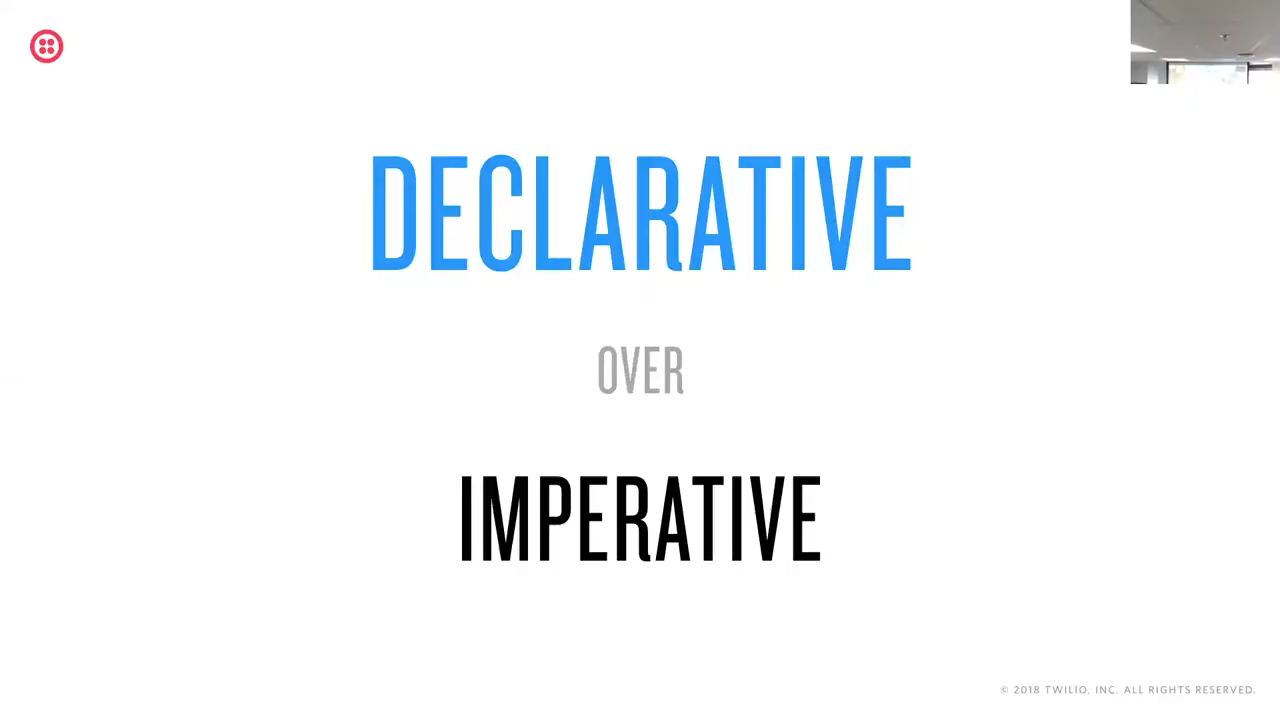 DECLARATIVE
OVER
IMPERATIVE
© 2018 TWILIO, INC. ALL RIGHTS RESERVED.